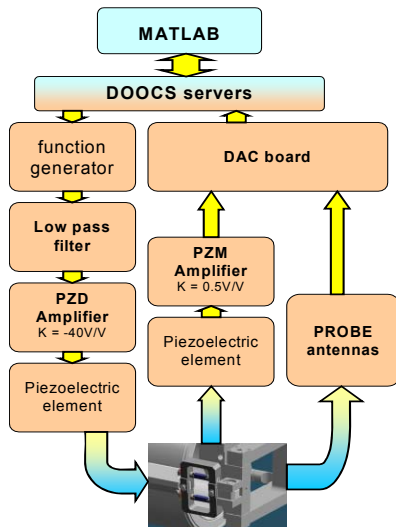 MATLAB
DOOCS servers
function
generator
Low pass
filter
PZD
Amplifier
K = -40V/V
Piezoelectric
element
DAC board
PZM
Amplifier
K = 0.5V/V
Piezoelectric
element
PROBE
antennas